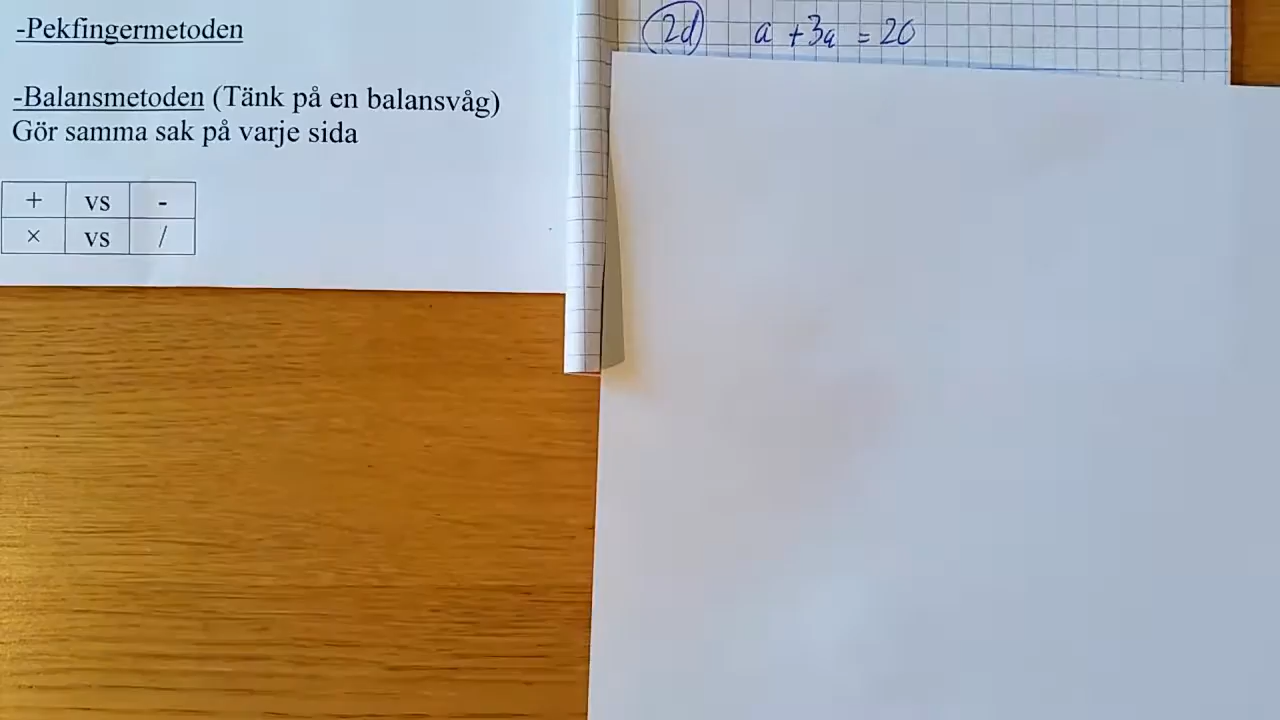 -Pekfingermetoden
-Balansmetoden (Tänk på en balansvåg)
Gör samma sak på varje sida
+ vs -
× vs /
2d) a + 3a = 20